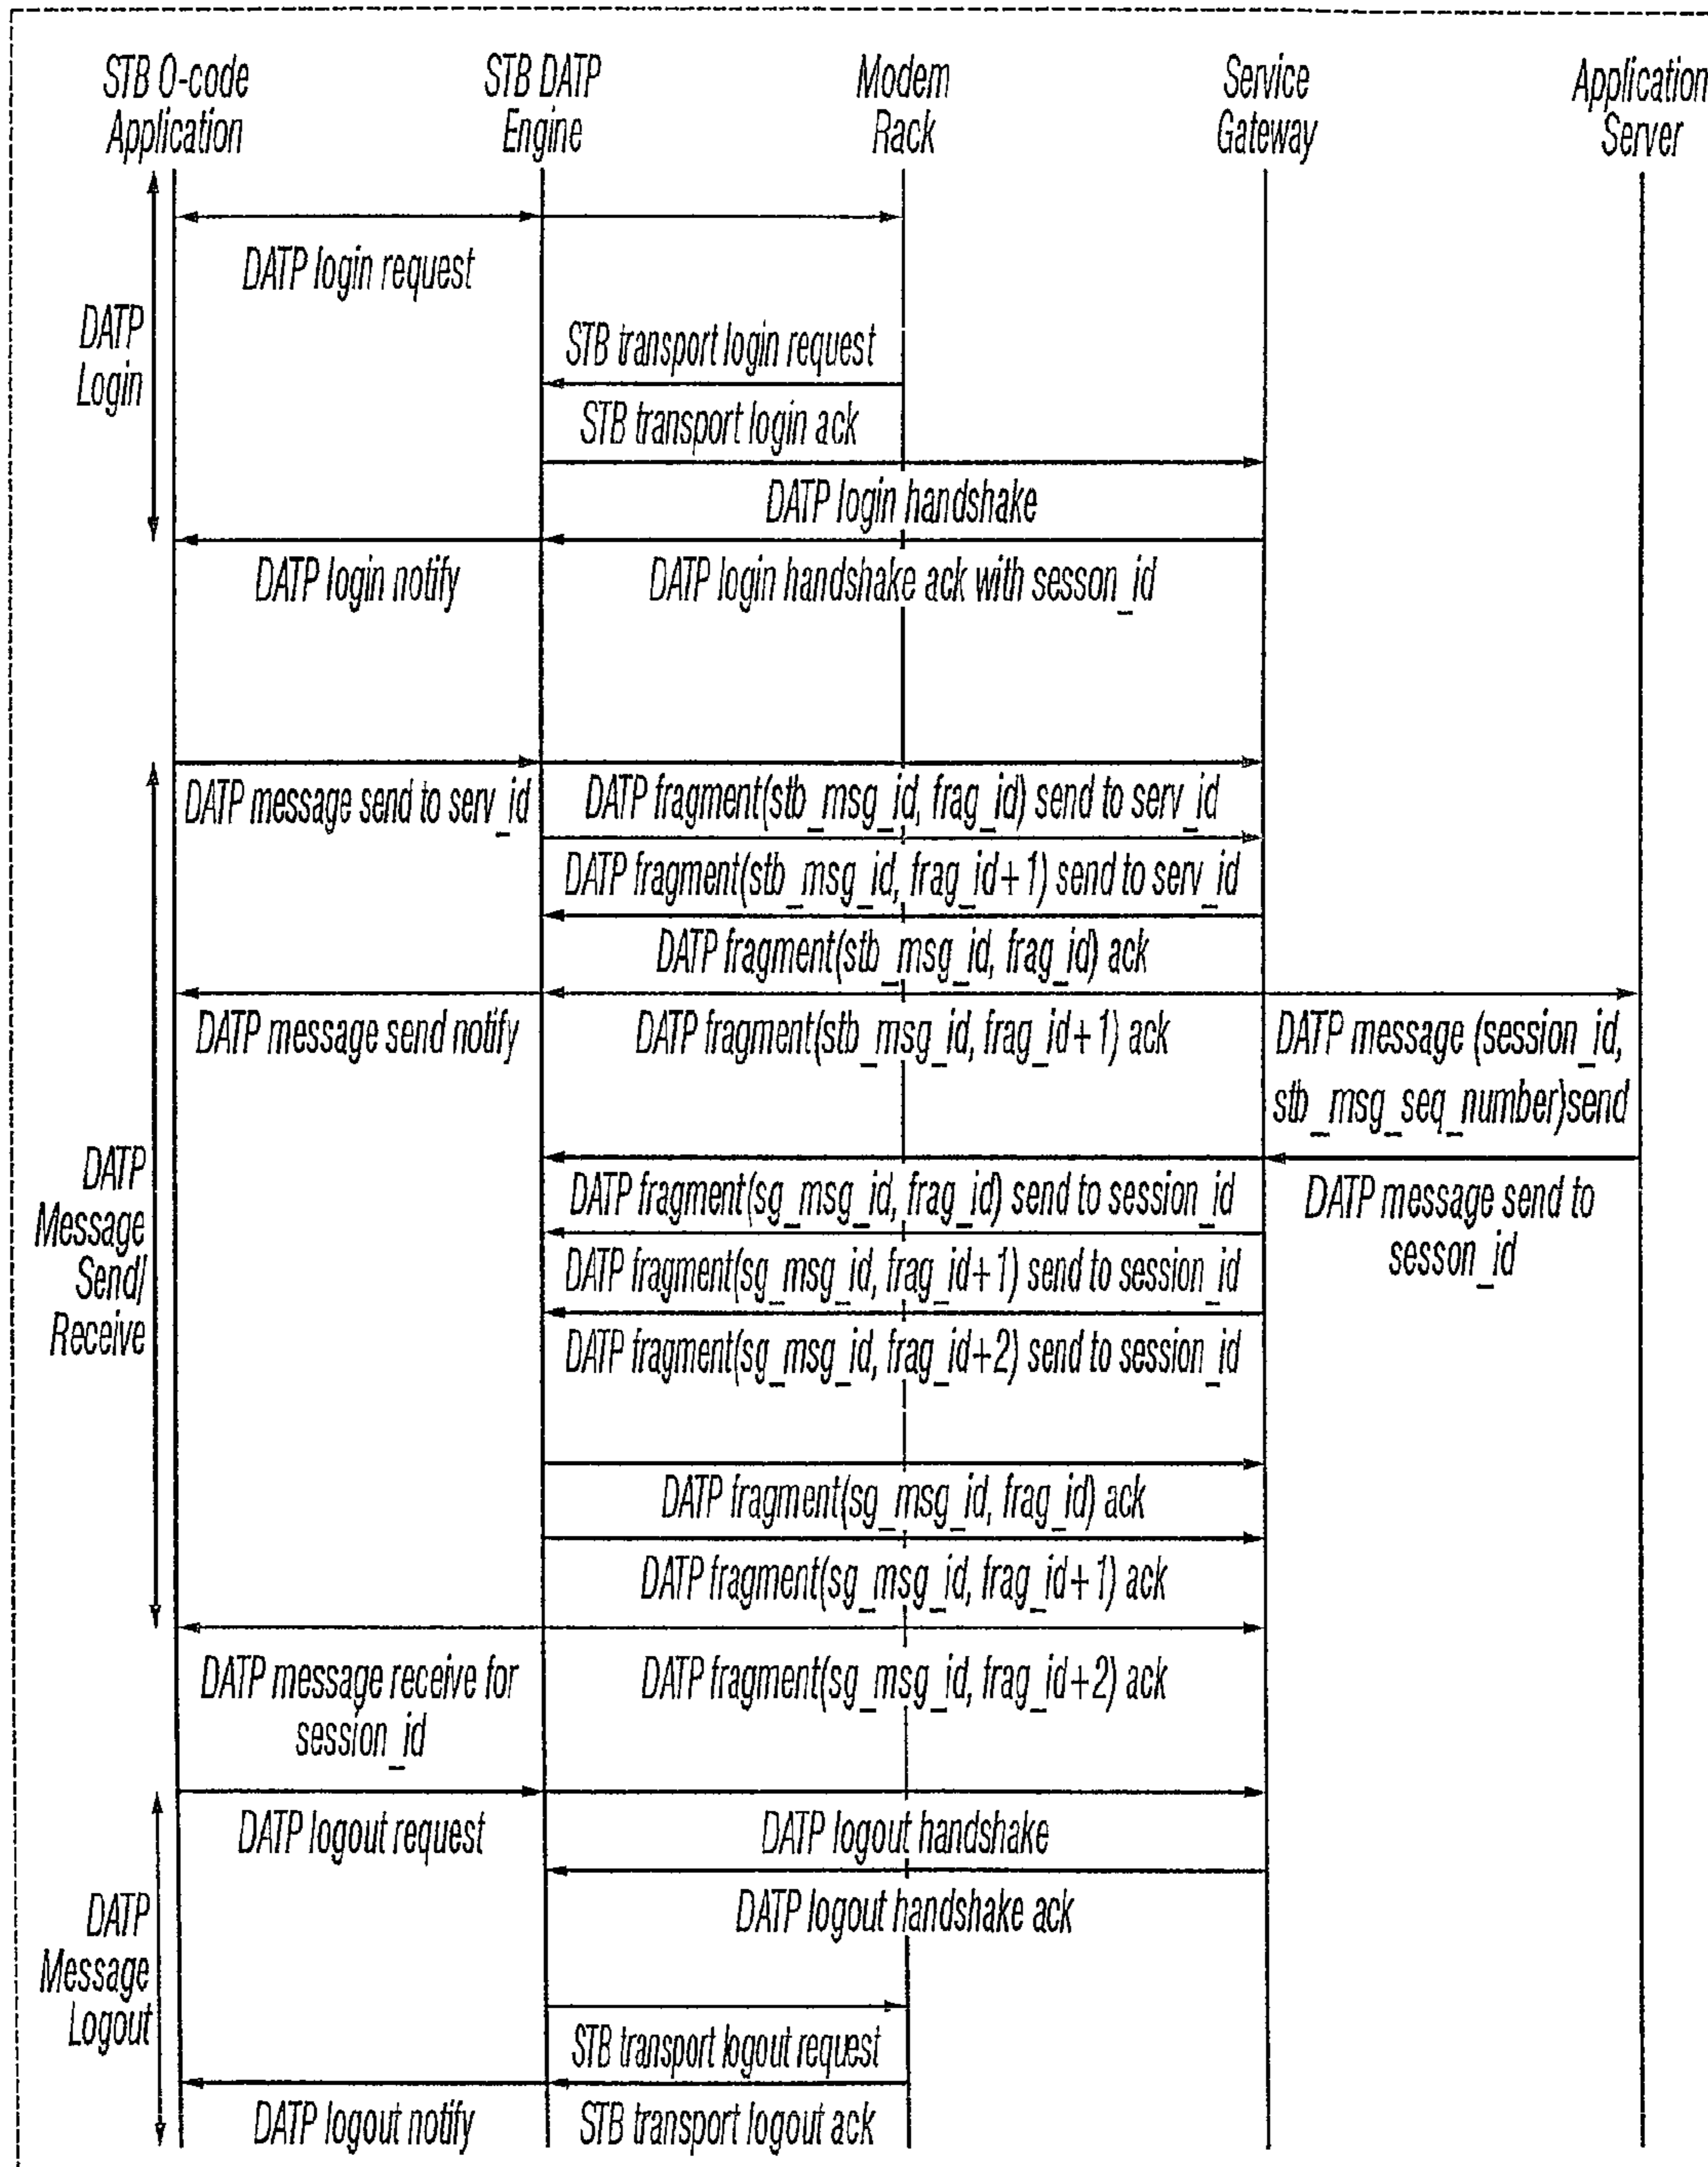 STB O-code
Application
STB DATP
Engine
Modem
Rack
Service
Gateway
Application
Server
DATP
Login
DATP login request
STB transport login request
STB transport login ack
DATP login handshake
DATP login notify
DATP login handshake ack with sesson_id
DATP
Message
Send/
Receive
DATP message send to serv_id
DATP fragment(stb_msg_id, frag_id) send to serv_id
DATP fragment(stb_msg_id, frag_id+1) send to serv_id
DATP fragment(stb_msg_id, frag_id) ack
DATP message send notify
DATP fragment(stb_msg_id, frag_id+1) ack
DATP message (session_id,
stb_msg_seq_number)send
DATP fragment(sg_msg_id, frag_id) send to session_id
DATP message send to
sesson_id
DATP fragment(sg_msg_id, frag_id+1) send to session_id
DATP fragment(sg_msg_id, frag_id+2) send to session_id
DATP fragment(sg_msg_id, frag_id) ack
DATP fragment(sg_msg_id, frag_id+1) ack
DATP message receive for
session_id
DATP fragment(sg_msg_id, frag_id+2) ack
DATP
Message
Logout
DATP logout request
DATP logout handshake
DATP logout handshake ack
STB transport logout request
DATP logout notify
STB transport logout ack